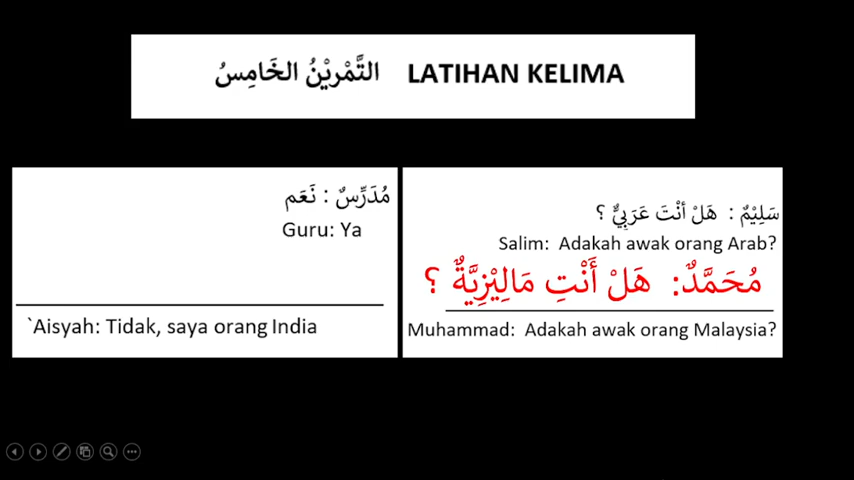 التَّمْرِيْنُ الخَامِسُ LATIHAN KELIMA
سَلِيْمٌ : هَلْ أنْتَ عَرَبِيٌّ ؟
Salim: Adakah awak orang Arab?
مُحَمَّدٌ: هَلْ أَنْتِ مَالِيْزِيَّةٌ ؟
Muhammad: Adakah awak orang Malaysia?
مُدَرِّسٌ : نَعَم
Guru: Ya
`Aisyah: Tidak, saya orang India